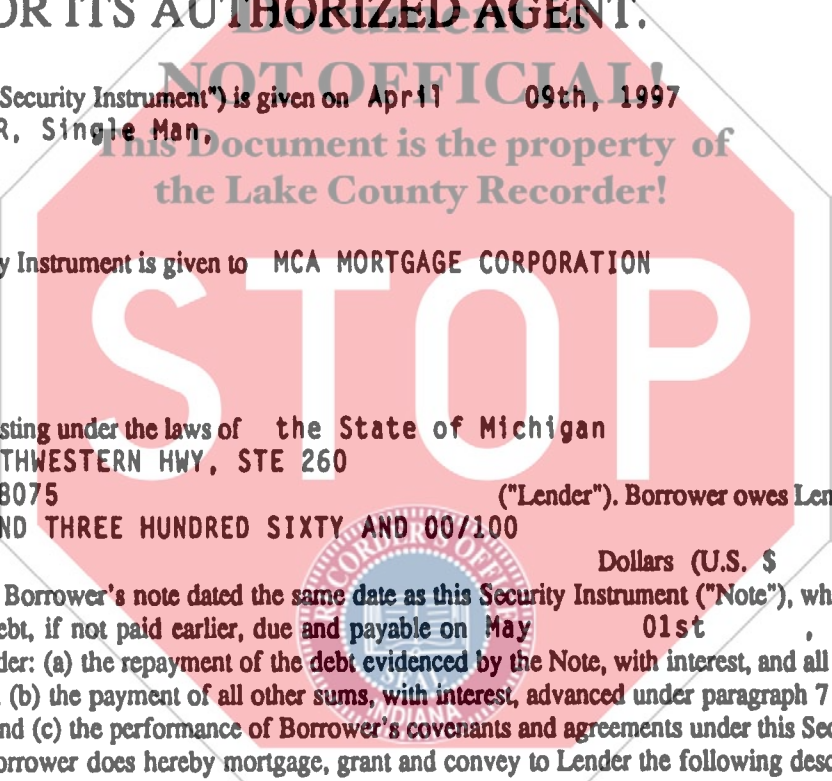 OR ITS AUTHORIZED AGENT.
Document is
NOT OFFICIAL!
Security Instrument") is given on April 09th, 1997
R, Single Man,
This Document is the property of
the Lake County Recorder!
y Instrument is given to MCA MORTGAGE CORPORATION
STOP
sting under the laws of the State of Michigan
THWESTERN HWY, STE 260
8075 ("Lender"). Borrower owes Len
ND THREE HUNDRED SIXTY AND 00/100
Dollars (U.S. $
Borrower's note dated the same date as this Security Instrument ("Note"), wh
ebt, if not paid earlier, due and payable on May 01st ,
der: (a) the repayment of the debt evidenced by the Note, with interest, and all
(b) the payment of all other sums, with interest, advanced under paragraph 7
nd (c) the performance of Borrower's covenants and agreements under this Sec
orrower does hereby mortgage, grant and convey to Lender the following desc
RECORDER'S OFFICE
SEAL
INDIANA